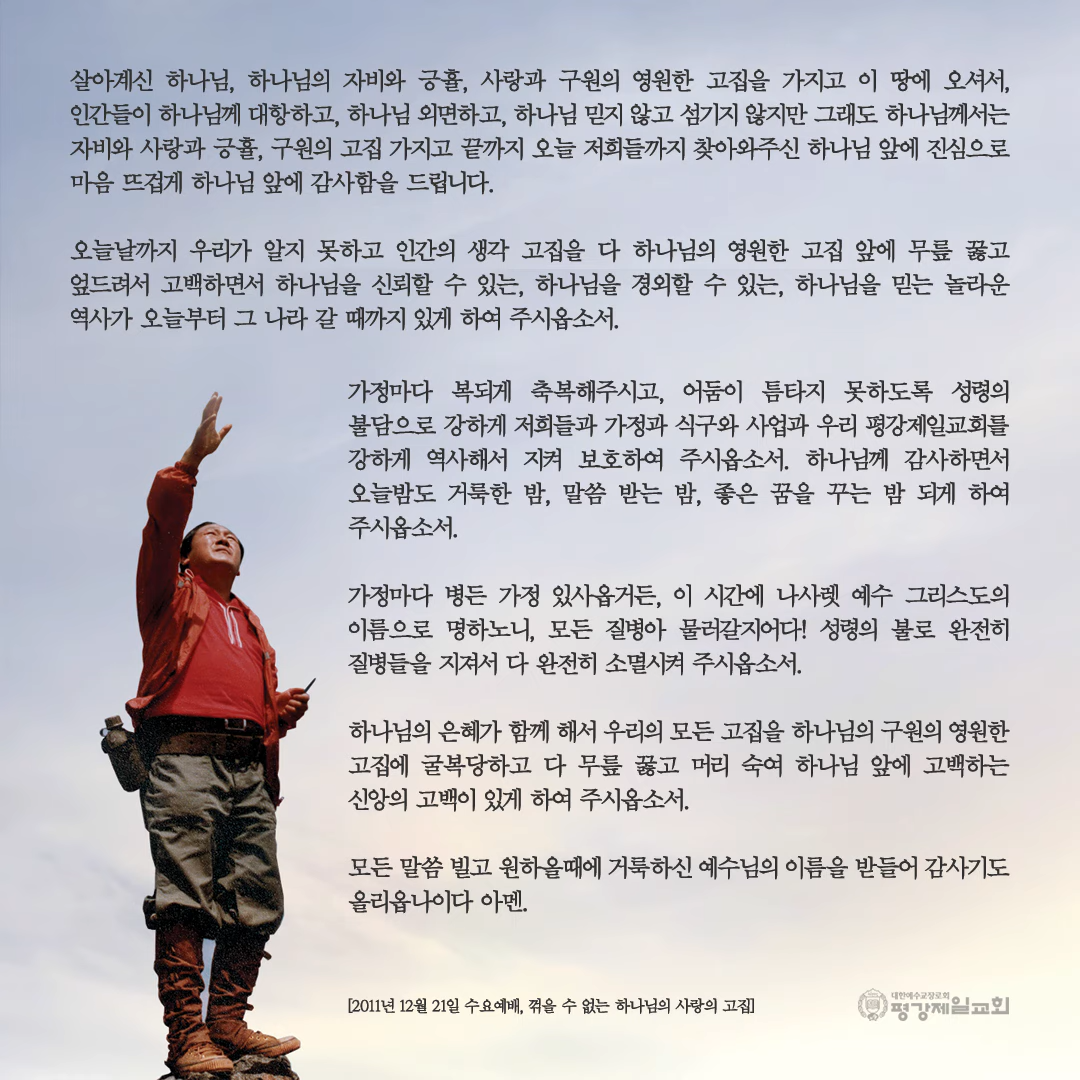 살아계신 하나님, 하나님의 자비와 긍휼, 사랑과 구원의 영원한 고집을 가지고 이 땅에 오셔서,
인간들이 하나님께 대항하고, 하나님 외면하고, 하나님 믿지 않고 섬기지 않지만 그래도 하나님께서는
자비와 사랑과 긍휼, 구원의 고집 가지고 끝까지 오늘 저희들까지 찾아와주신 하나님 앞에 진심으로
마음 뜨겁게 하나님 앞에 감사함을 드립니다.
오늘날까지 우리가 알지 못하고 인간의 생각 고집을 다 하나님의 영원한 고집 앞에 무릎 꿇고
엎드려서 고백하면서 하나님을 신뢰할 수 있는, 하나님을 경외할 수 있는, 하나님을 믿는 놀라운
역사가 오늘부터 그 나라 갈 때까지 있게 하여 주시옵소서.
가정마다 복되게 축복해주시고, 어둠이 틈타지 못하도록 성령의
불담으로 강하게 저희들과 가정과 식구와 사업과 우리 평강제일교회를
강하게 역사해서 지켜 보호하여 주시옵소서. 하나님께 감사하면서
오늘밤도 거룩한 밤, 말씀 받는 밤, 좋은 꿈을 꾸는 밤 되게 하여
주시옵소서.
가정마다 병든 가정 있사옵거든, 이 시간에 나사렛 예수 그리스도의
이름으로 명하노니, 모든 질병아 물러갈지어다! 성령의 불로 완전히
질병들을 지져서 다 완전히 소멸시켜 주시옵소서.
하나님의 은혜가 함께 해서 우리의 모든 고집을 하나님의 구원의 영원한
고집에 굴복당하고 다 무릎 꿇고 머리 숙여 하나님 앞에 고백하는
신앙의 고백이 있게 하여 주시옵소서.
모든 말씀 빌고 원하올때에 거룩하신 예수님의 이름을 받들어 감사기도
올리옵나이다 아멘.
[2011년 12월 21일 수요예배, 꺾을 수 없는 하나님의 사랑의 고집]
대한예수교장로회
평강제일교회